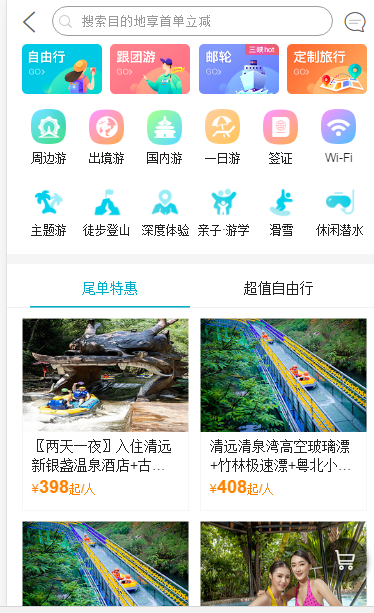 搜索目的地享首单立减
自由行
GO>
跟团游
GO>
邮轮
三峡hot
GO>
定制旅行
GO>
周边游 出境游 国内游 一日游 签证 Wi-Fi
主题游 徒步登山 深度体验 亲子·游学 滑雪 休闲潜水
尾单特惠 超值自由行
〖两天一夜〗入住清远
新银盏温泉酒店+古…
¥398起/人
清远清泉湾高空玻璃漂
+竹林极速漂+粤北小…
¥408起/人